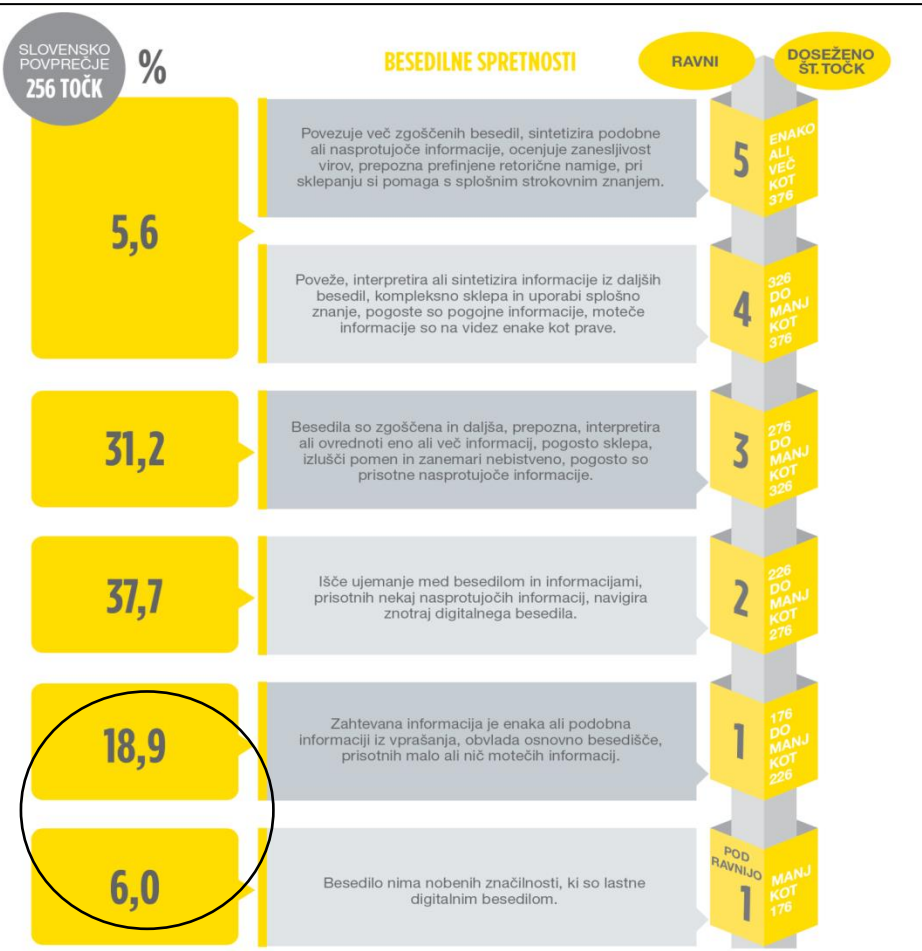 SLOVENSKO
POVPREČJE
256 TOČK
%
BESEDILNE SPRETNOSTI
RAVNI
DOSEŽENO
ŠT. TOČK
5,6
Povezuje več zgoščenih besedil, sintetizira podobne
ali nasprotujoče informacije, ocenjuje zanesljivost
virov, prepozna prefinjene retorične namige, pri
sklepanju si pomaga s splošnim strokovnim znanjem.
5
ENAKO
ALI
VEČ
KOT
376
Poveže, interpretira ali sintetizira informacije iz daljših
besedil, kompleksno sklepa in uporabi splošno
znanje, pogoste so pogojne informacije, moteče
informacije so na videz enake kot prave.
4
326
DO
MANJ
KOT
376
31,2
Besedila so zgoščena in daljša, prepozna, interpretira
ali ovrednoti eno ali več informacij, pogosto sklepa,
izlušči pomen in zanemari nebistveno, pogosto so
prisotne nasprotujoče informacije.
3
276
DO
MANJ
KOT
326
37,7
Išče ujemanje med besedilom in informacijami,
prisotnih nekaj nasprotujočih informacij, navigira
znotraj digitalnega besedila.
2
226
DO
MANJ
KOT
276
18,9
Zahtevana informacija je enaka ali podobna
informaciji iz vprašanja, obvlada osnovno besedišče,
prisotnih malo ali nič motečih informacij.
1
176
DO
MANJ
KOT
226
6,0
Besedilo nima nobenih značilnosti, ki so lastne
digitalnim besedilom.
POD
RAVNIJO
1
MANJ
KOT
176